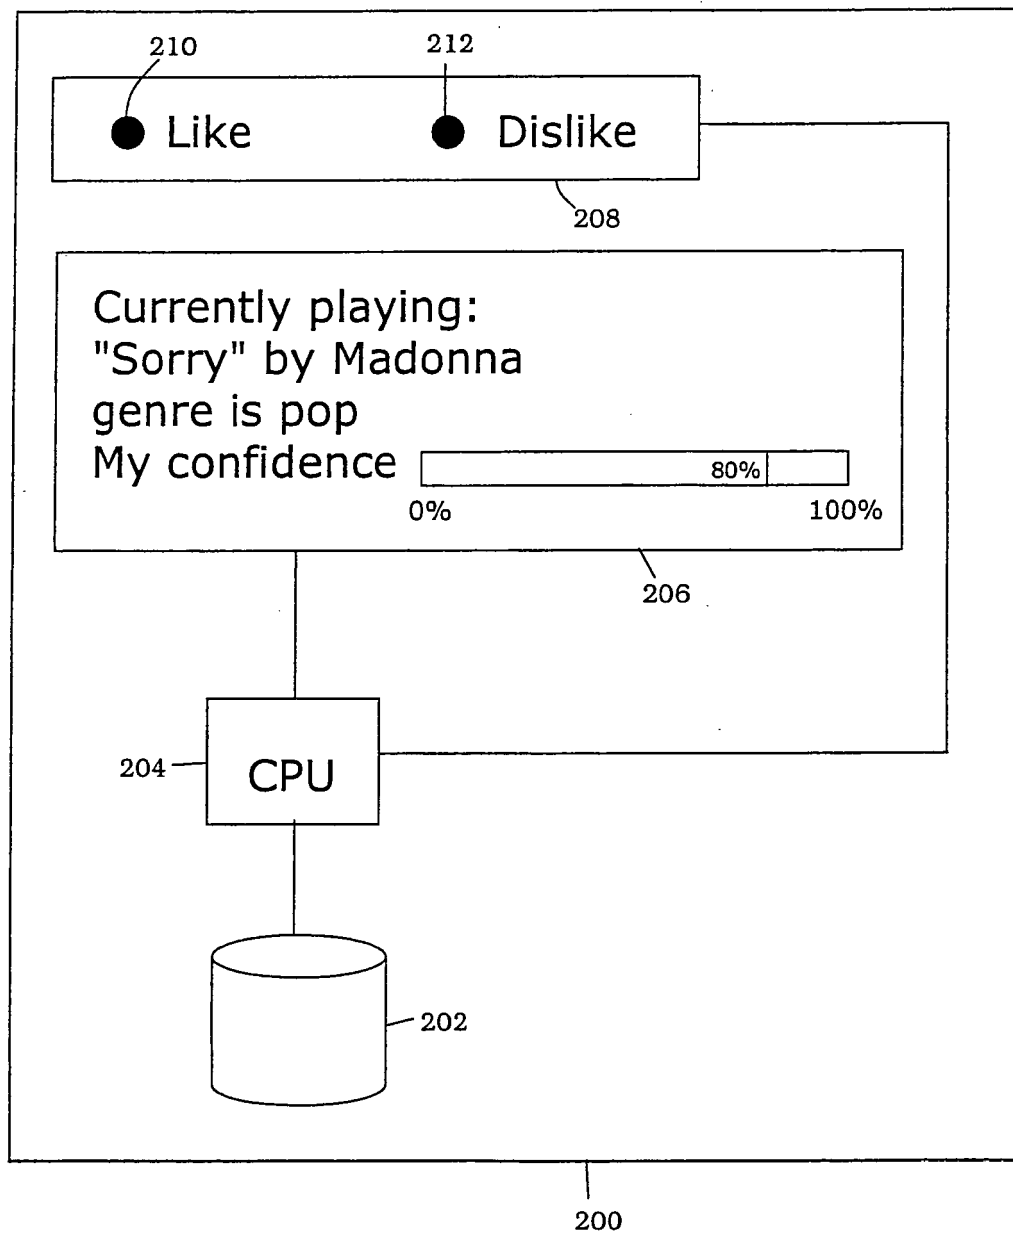 210
212
Like
Dislike
208
Currently playing:
"Sorry" by Madonna
genre is pop
My confidence
80%
0%
100%
206
204
CPU
202
200